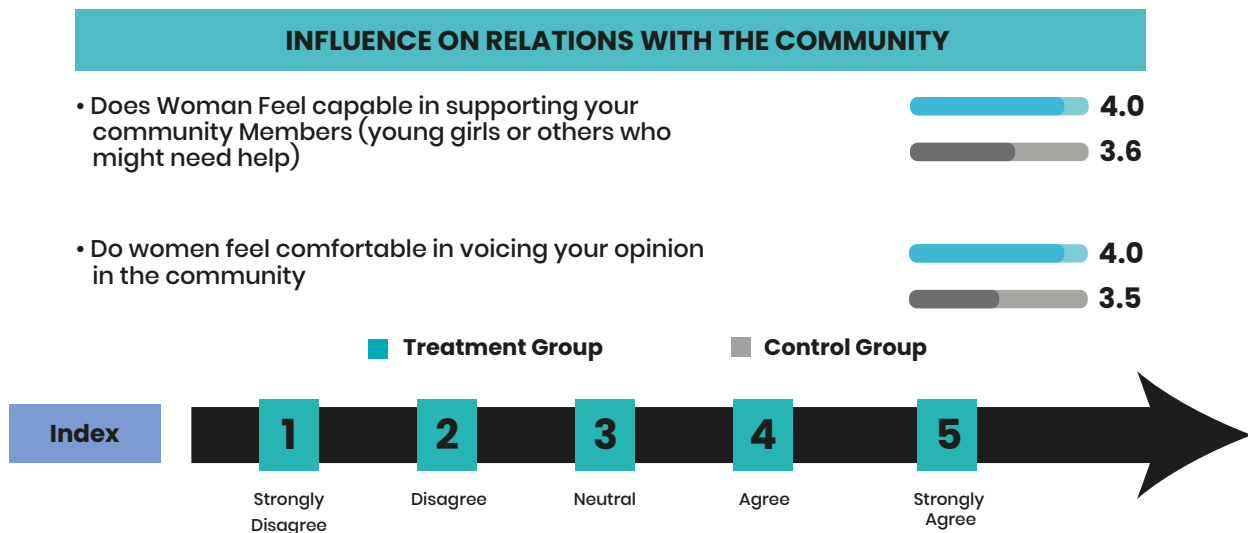 INFLUENCE ON RELATIONS WITH THE COMMUNITY
• Does Woman Feel capable in supporting your
community Members (young girls or others who
might need help)
4.0
3.6
• Do women feel comfortable in voicing your opinion
in the community
4.0
3.5
Treatment Group
Control Group
Index
1
2
3
4
5
Strongly
Disagree
Disagree
Neutral
Agree
Strongly
Agree